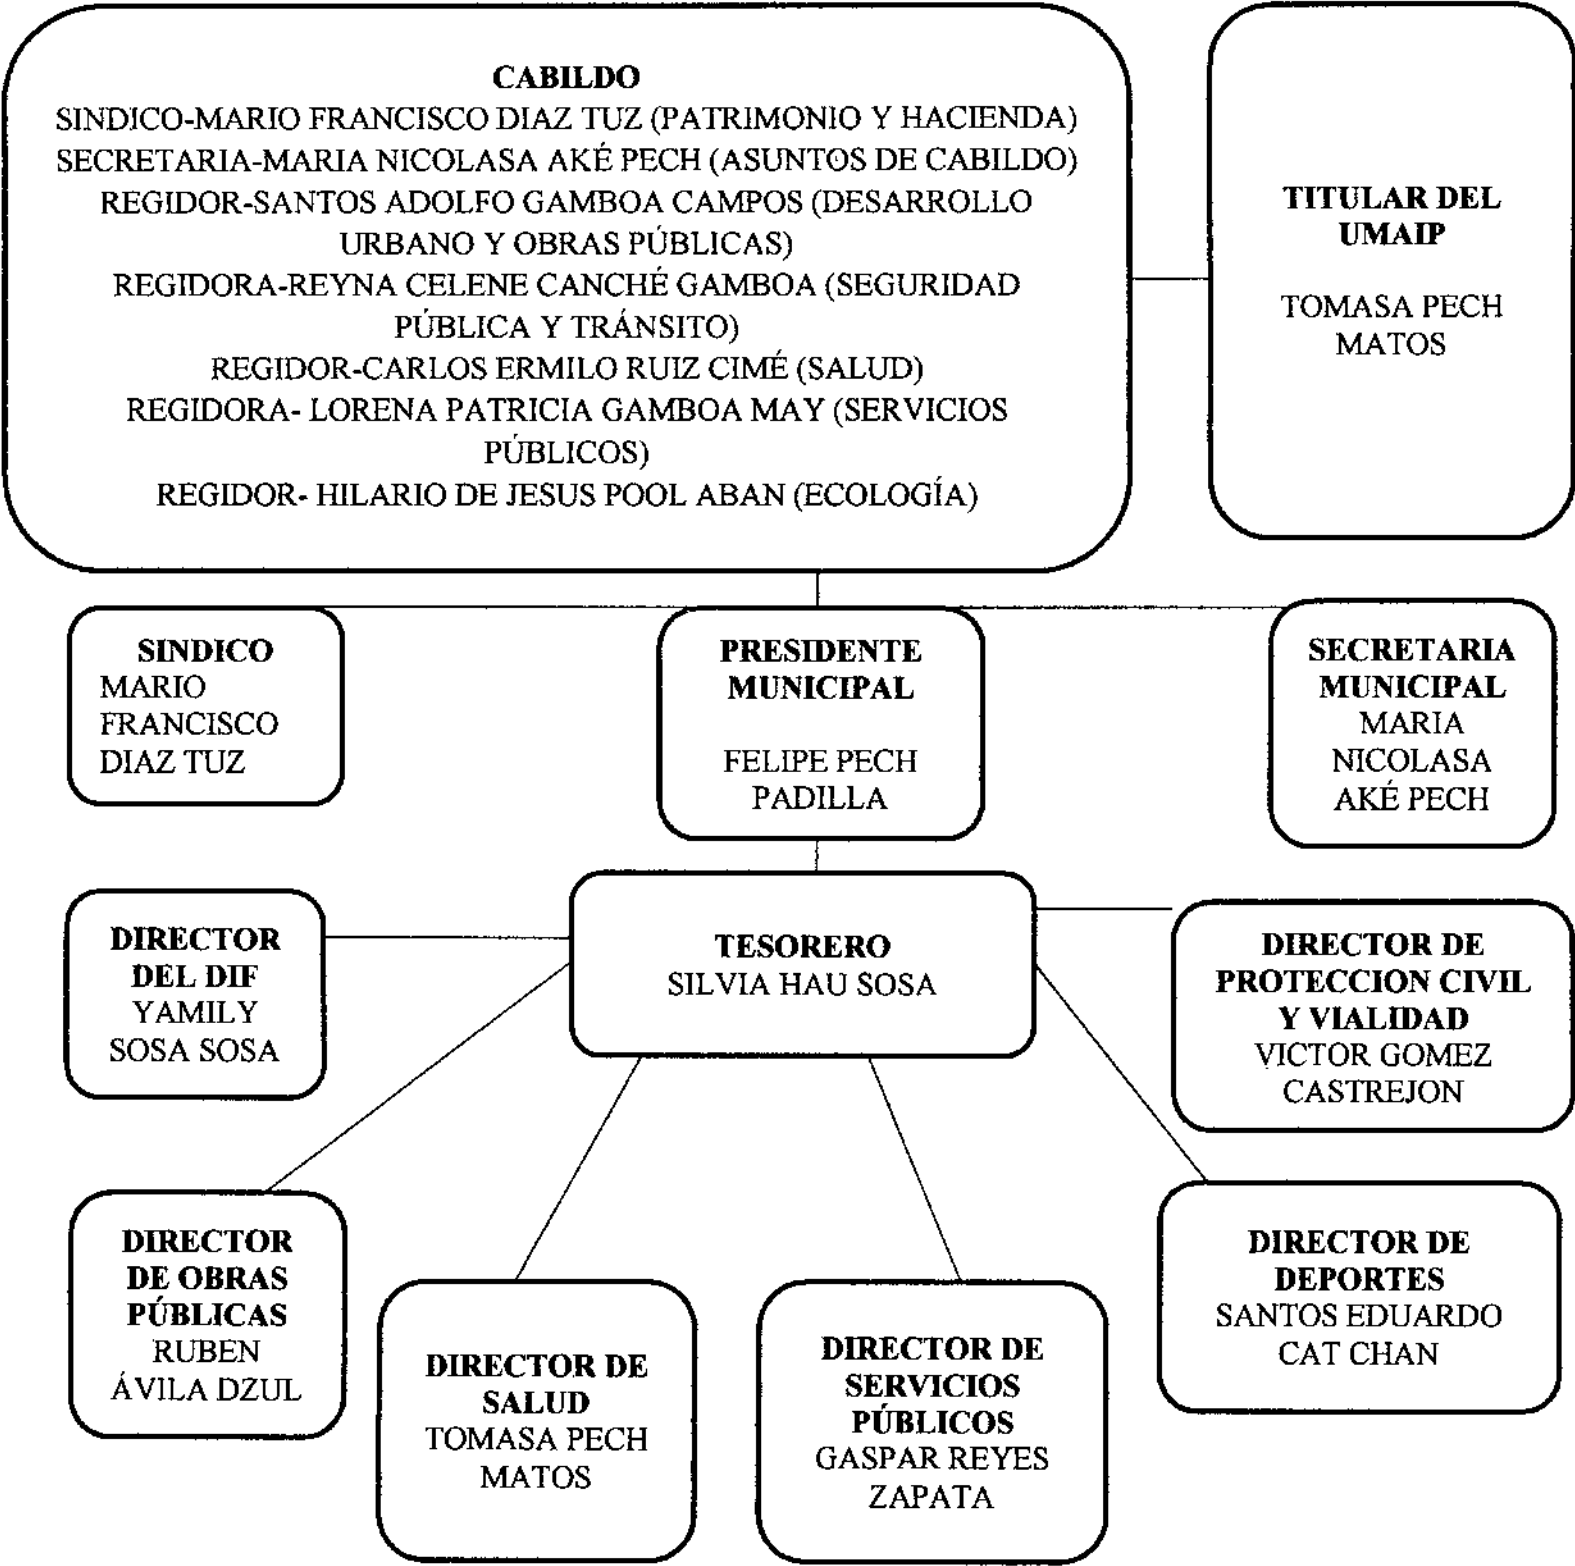 CABILDO
SINDICO-MARIO FRANCISCO DIAZ TUZ (PATRIMONIO Y HACIENDA)
SECRETARIA-MARIA NICOLASA AKÉ PECH (ASUNTOS DE CABILDO)
REGIDOR-SANTOS ADOLFO GAMBOA CAMPOS (DESARROLLO
URBANO Y OBRAS PÚBLICAS)
REGIDORA-REYNA CELENE CANCHÉ GAMBOA (SEGURIDAD
PÚBLICA Y TRÁNSITO)
REGIDOR-CARLOS ERMILO RUIZ CIMÉ (SALUD)
REGIDORA- LORENA PATRICIA GAMBOA MAY (SERVICIOS
PÚBLICOS)
REGIDOR- HILARIO DE JESUS POOL ABAN (ECOLOGÍA)
TITULAR DEL
UMAIP
TOMASA PECH
MATOS
SINDICO
MARIO
FRANCISCO
DIAZ TUZ
PRESIDENTE
MUNICIPAL
FELIPE PECH
PADILLA
SECRETARIA
MUNICIPAL
MARIA
NICOLASA
AKÉ PECH
DIRECTOR
DEL DIF
YAMILY
SOSA SOSA
TESORERO
SILVIA HAU SOSA
DIRECTOR DE
PROTECCION CIVIL
Y VIALIDAD
VICTOR GOMEZ
CASTREJON
DIRECTOR
DE OBRAS
PÚBLICAS
RUBEN
ÁVILA DZUL
DIRECTOR DE
SALUD
TOMASA PECH
MATOS
DIRECTOR DE
SERVICIOS
PÚBLICOS
GASPAR REYES
ZAPATA
DIRECTOR DE
DEPORTES
SANTOS EDUARDO
CAT CHAN